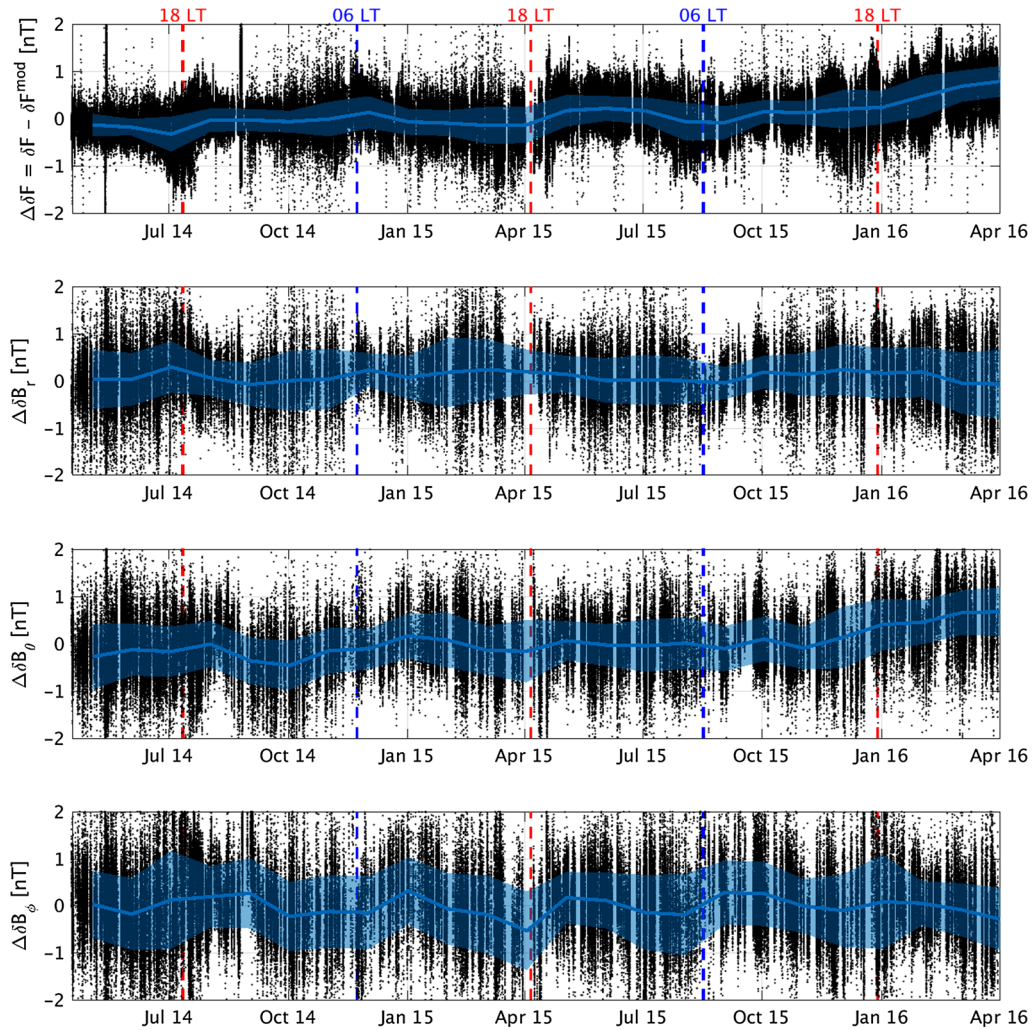 18 LT 06 LT 18 LT 06 LT 18 LT
ΔδF = δF − δF^mod [nT]
2
1
0
−1
−2
Jul 14 Oct 14 Jan 15 Apr 15 Jul 15 Oct 15 Jan 16 Apr 16
ΔδB_r [nT]
2
1
0
−1
−2
Jul 14 Oct 14 Jan 15 Apr 15 Jul 15 Oct 15 Jan 16 Apr 16
ΔδB_θ [nT]
2
1
0
−1
−2
Jul 14 Oct 14 Jan 15 Apr 15 Jul 15 Oct 15 Jan 16 Apr 16
ΔδB_ϕ [nT]
2
1
0
−1
−2
Jul 14 Oct 14 Jan 15 Apr 15 Jul 15 Oct 15 Jan 16 Apr 16